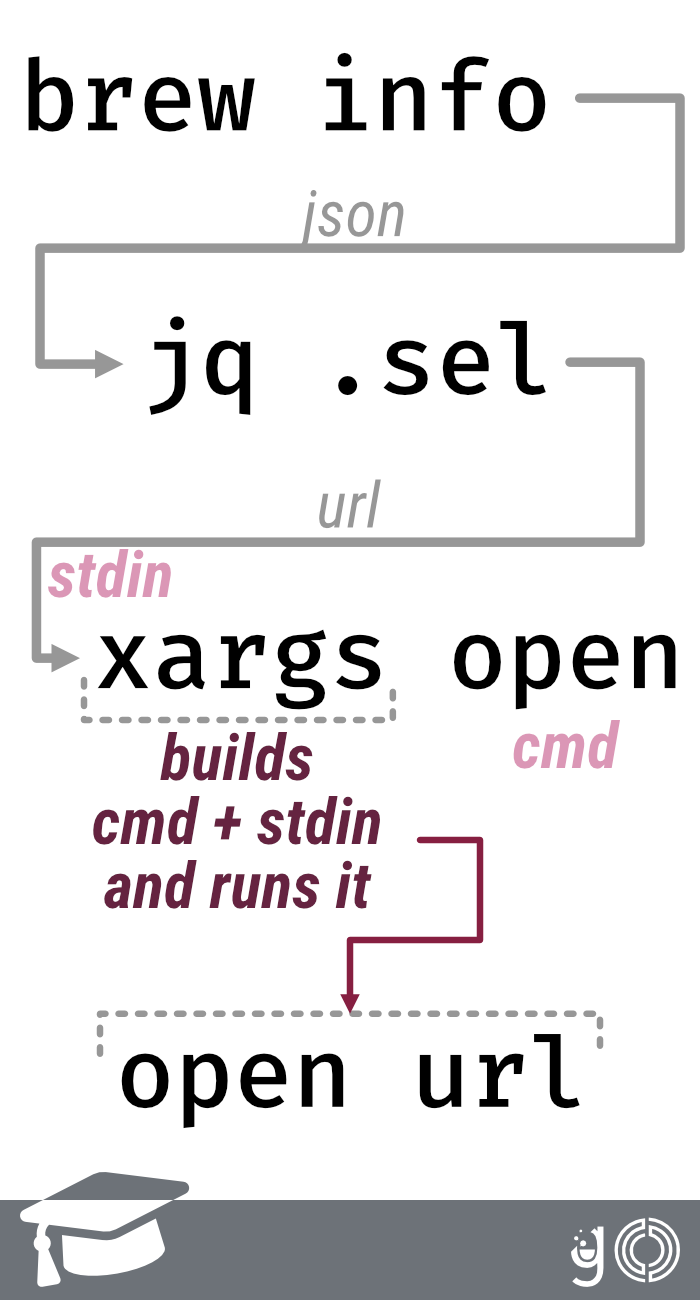 brew info
json
jq .sel
url
stdin
xargs open
cmd
builds
cmd + stdin
and runs it
open url